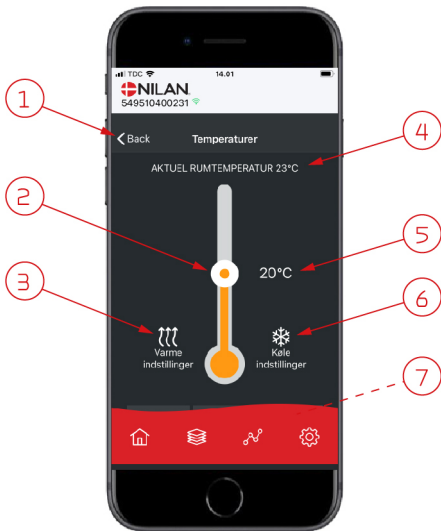 TDC
14.01
NILAN
549510400231
Back
Temperaturer
AKTUEL RUMTEMPERATUR 23°C
20°C
Varme
indstillinger
Køle
indstillinger
1
2
3
4
5
6
7